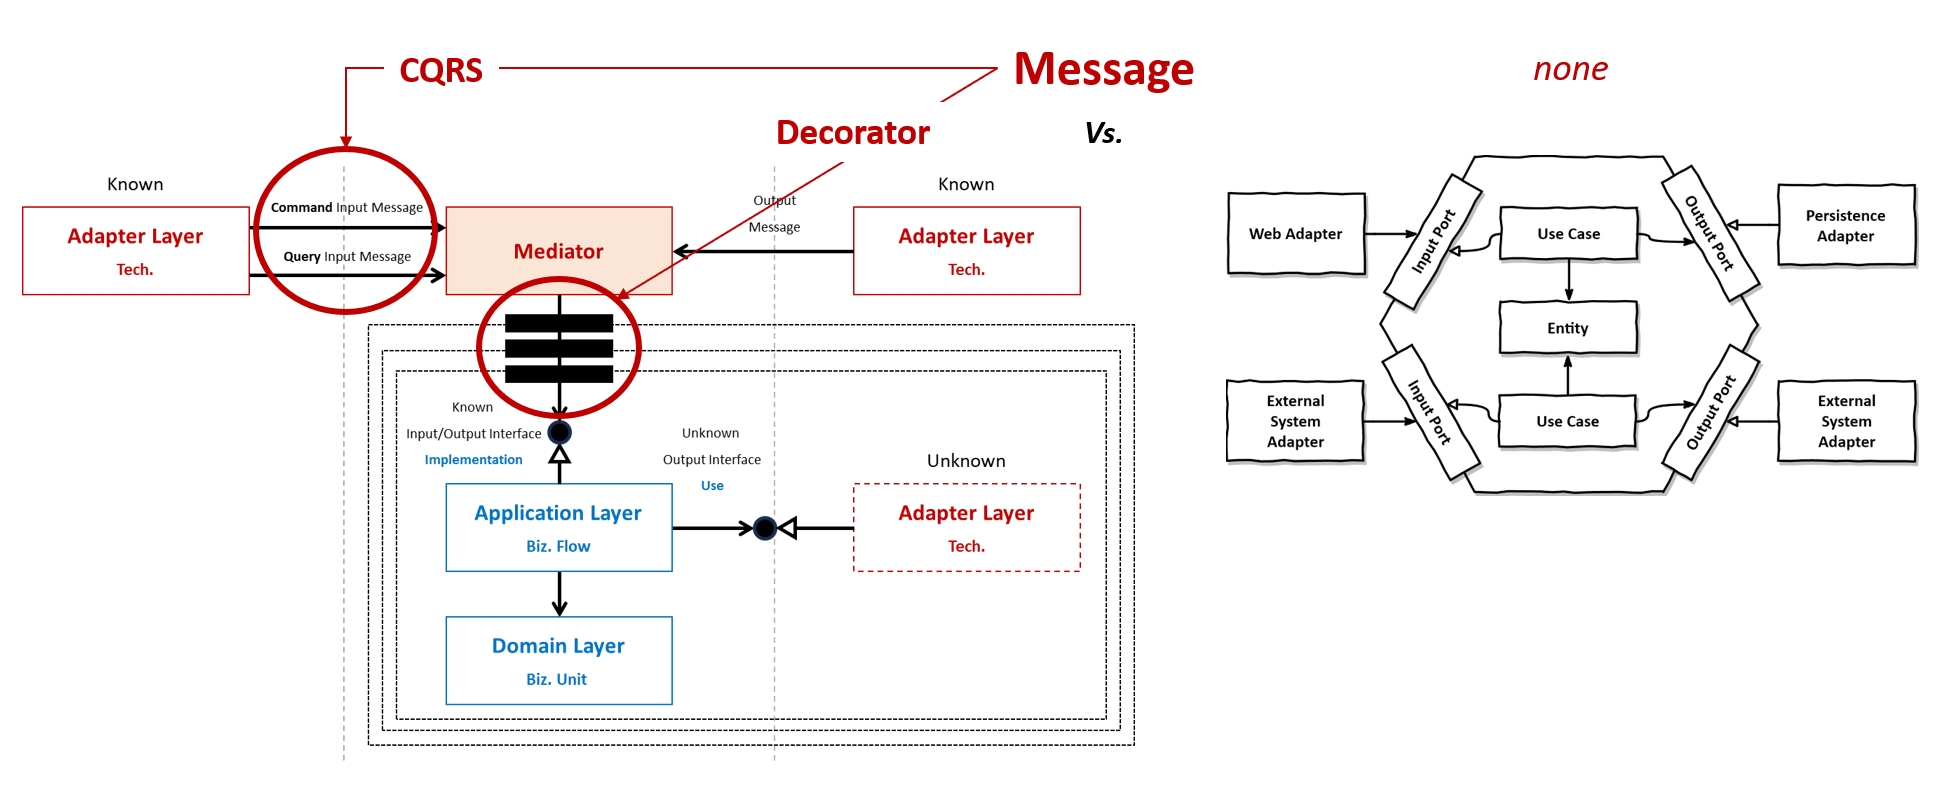 CQRS
Message
none
Decorator
Vs.
Known
Known
Command Input Message
Output
Message
Adapter Layer
Tech.
Query Input Message
Mediator
Adapter Layer
Tech.
Known
Input/Output Interface
Implementation
Unknown
Output Interface
Use
Unknown
Application Layer
Biz. Flow
Adapter Layer
Tech.
Domain Layer
Biz. Unit
Web Adapter
Input Port
Use Case
Output Port
Persistence
Adapter
Entity
External
System
Adapter
Input Port
Use Case
Output Port
External
System
Adapter